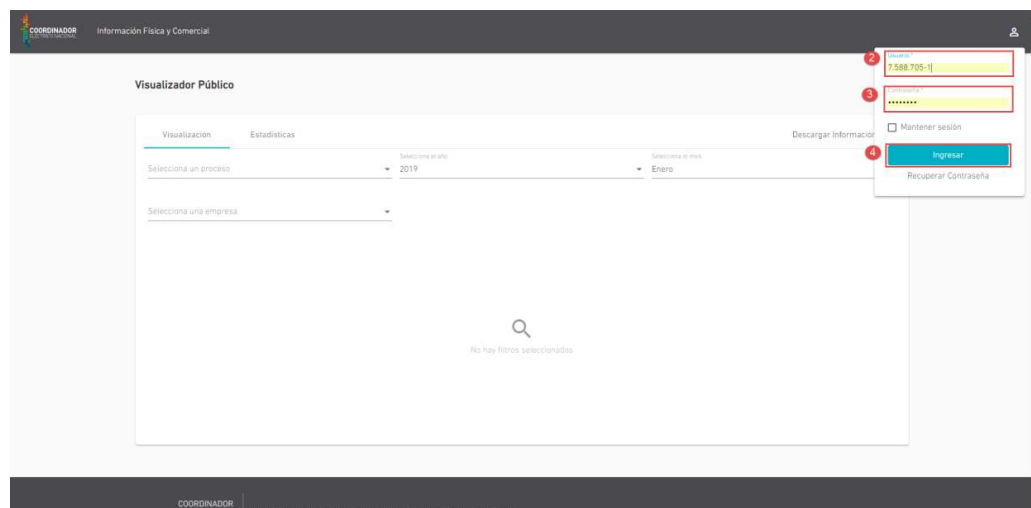 COORDINADOR
ELÉCTRICO NACIONAL
Información Física y Comercial
2
Usuario *
7.588.705-1
Visualizador Público
3
Contraseña *
••••••••
Mantener sesión
Visualización
Estadísticas
Descargar Información
4
Ingresar
Selecciona un proceso
Selecciona el año
2019
Selecciona el mes
Enero
Recuperar Contraseña
Selecciona una empresa
No hay filtros seleccionados
COORDINADOR